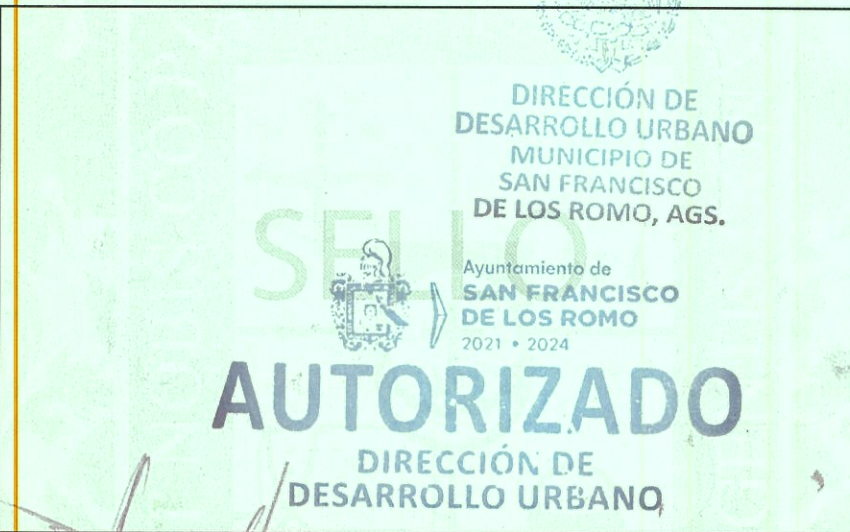 DIRECCIÓN DE
DESARROLLO URBANO
MUNICIPIO DE
SAN FRANCISCO
DE LOS ROMO, AGS.
SELLO
Ayuntamiento de
SAN FRANCISCO
DE LOS ROMO
2021 • 2024
AUTORIZADO
DIRECCIÓN DE
DESARROLLO URBANO